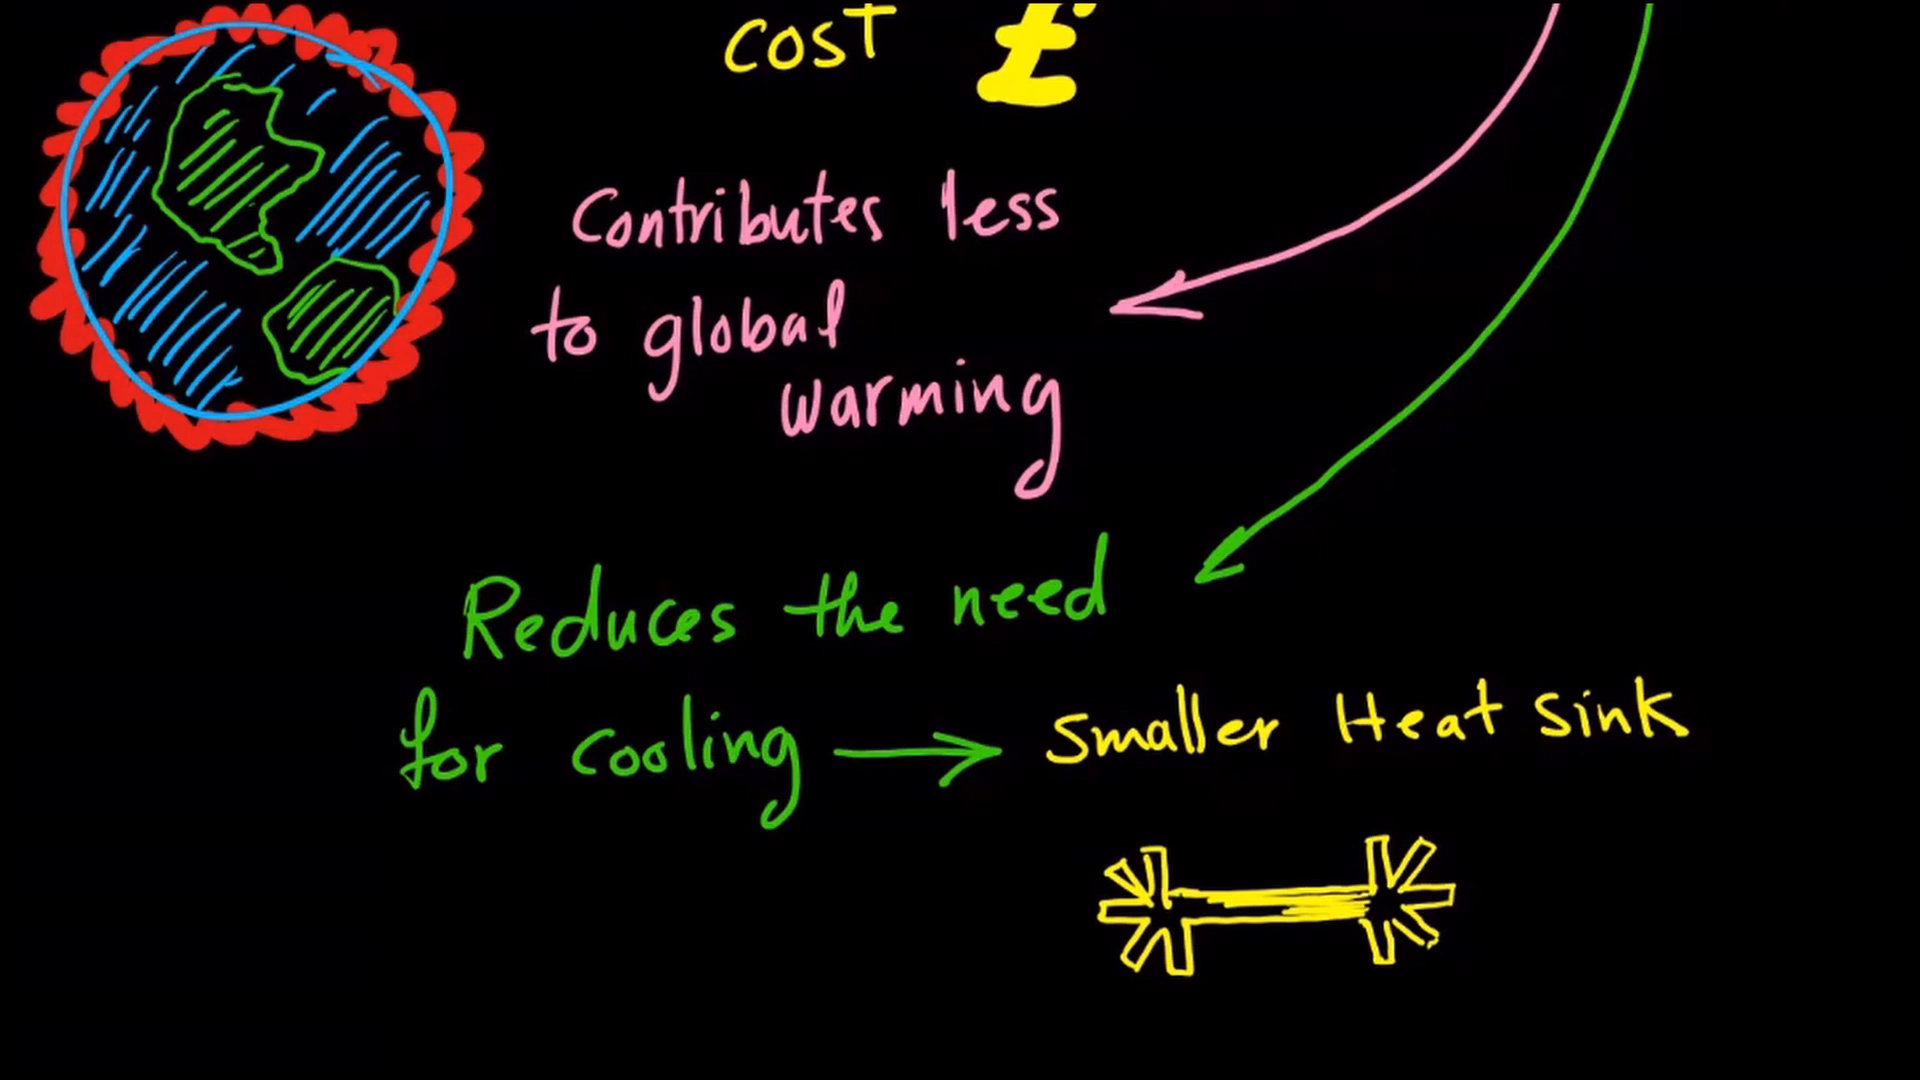 cost £
Contributes less
to global
warming
Reduces the need
for cooling → Smaller Heat Sink